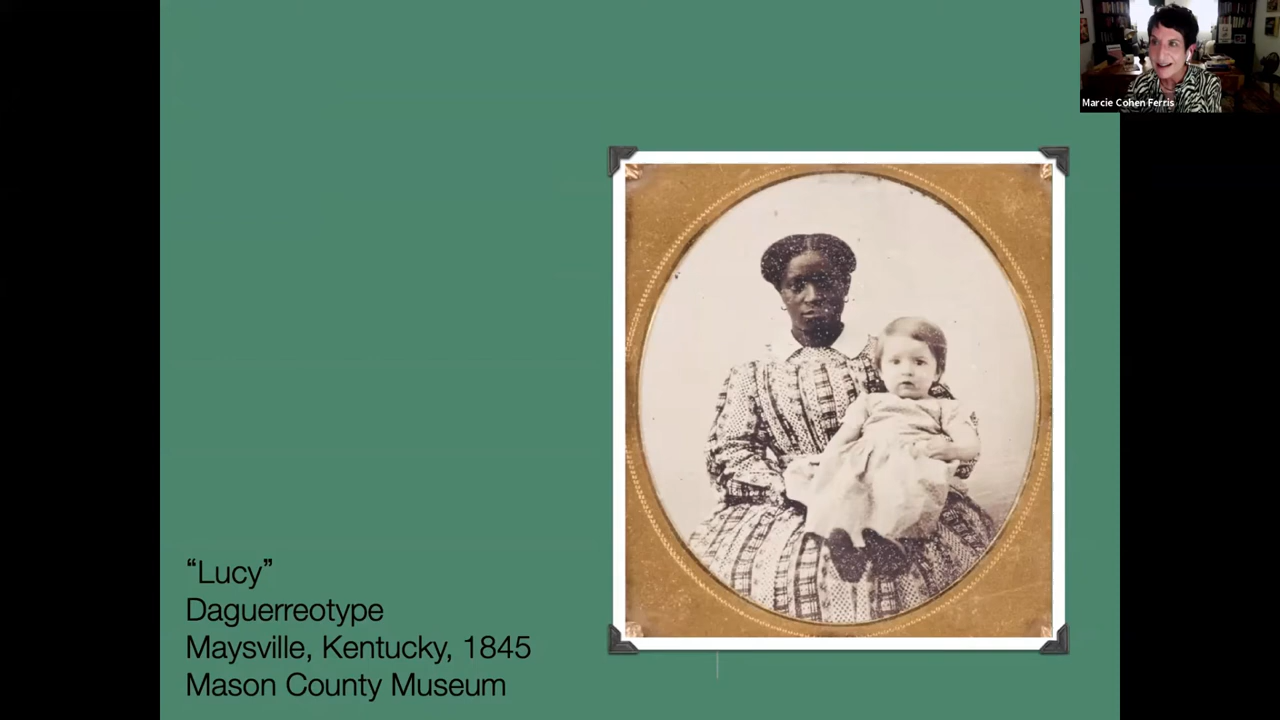 Marcie Cohen Ferris
“Lucy”
Daguerreotype
Maysville, Kentucky, 1845
Mason County Museum